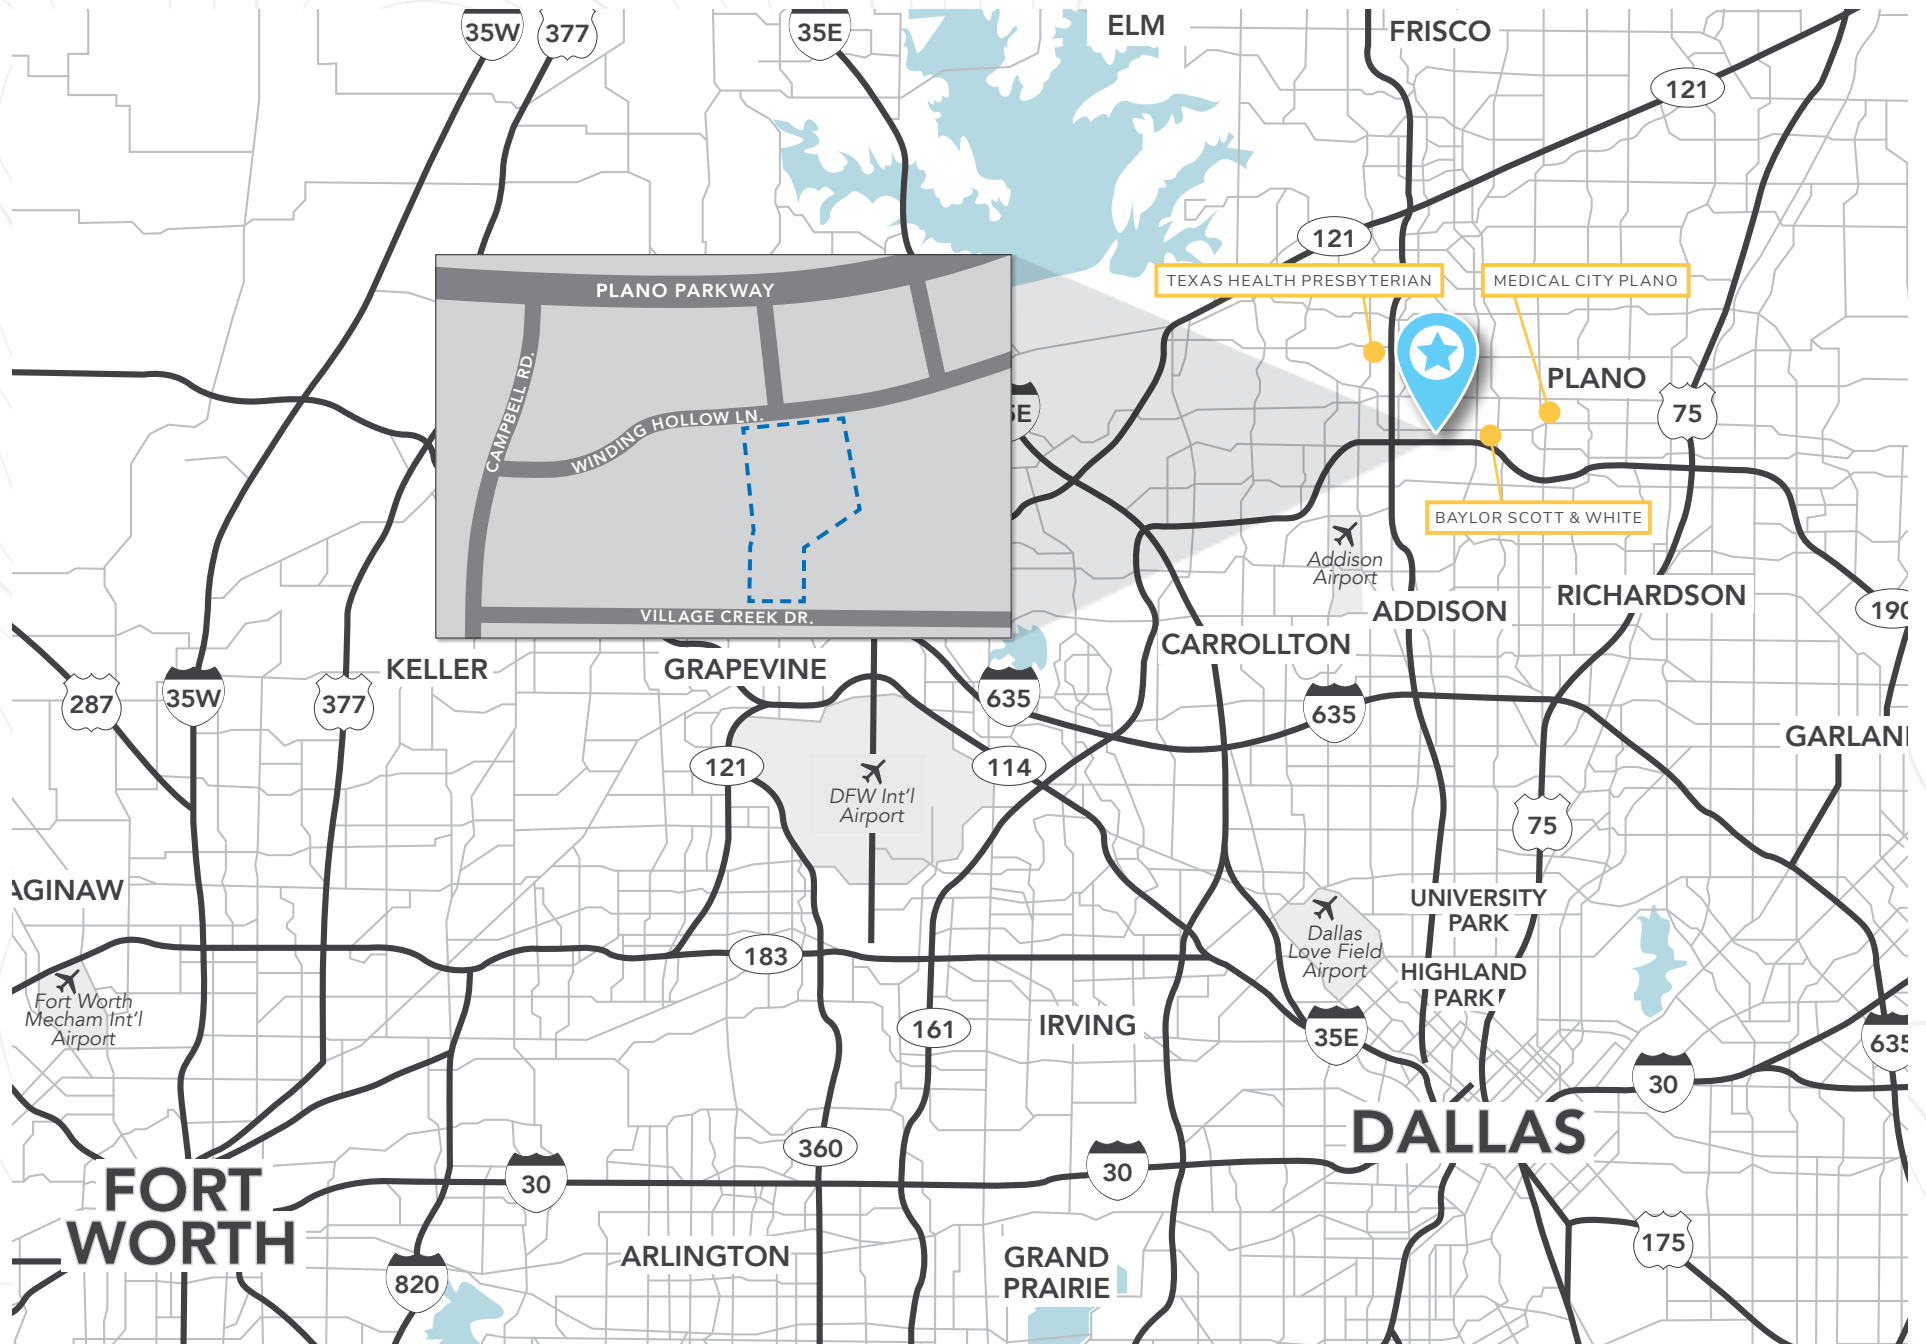 35W
377
35E
ELM
FRISCO
121
121
TEXAS HEALTH PRESBYTERIAN
MEDICAL CITY PLANO
PLANO PARKWAY
CAMPBELL RD.
WINDING HOLLOW LN.
VILLAGE CREEK DR.
5E
PLANO
75
BAYLOR SCOTT & WHITE
Addison
Airport
ADDISON
RICHARDSON
190
CARROLLTON
KELLER
GRAPEVINE
287
35W
377
635
635
GARLAN
121
114
DFW Int'l
Airport
75
AGINAW
UNIVERSITY
PARK
Dallas
Love Field
Airport
HIGHLAND
PARK
183
Fort Worth
Mecham Int'l
Airport
161
IRVING
35E
635
30
DALLAS
360
30
30
FORT
WORTH
ARLINGTON
GRAND
PRAIRIE
820
175